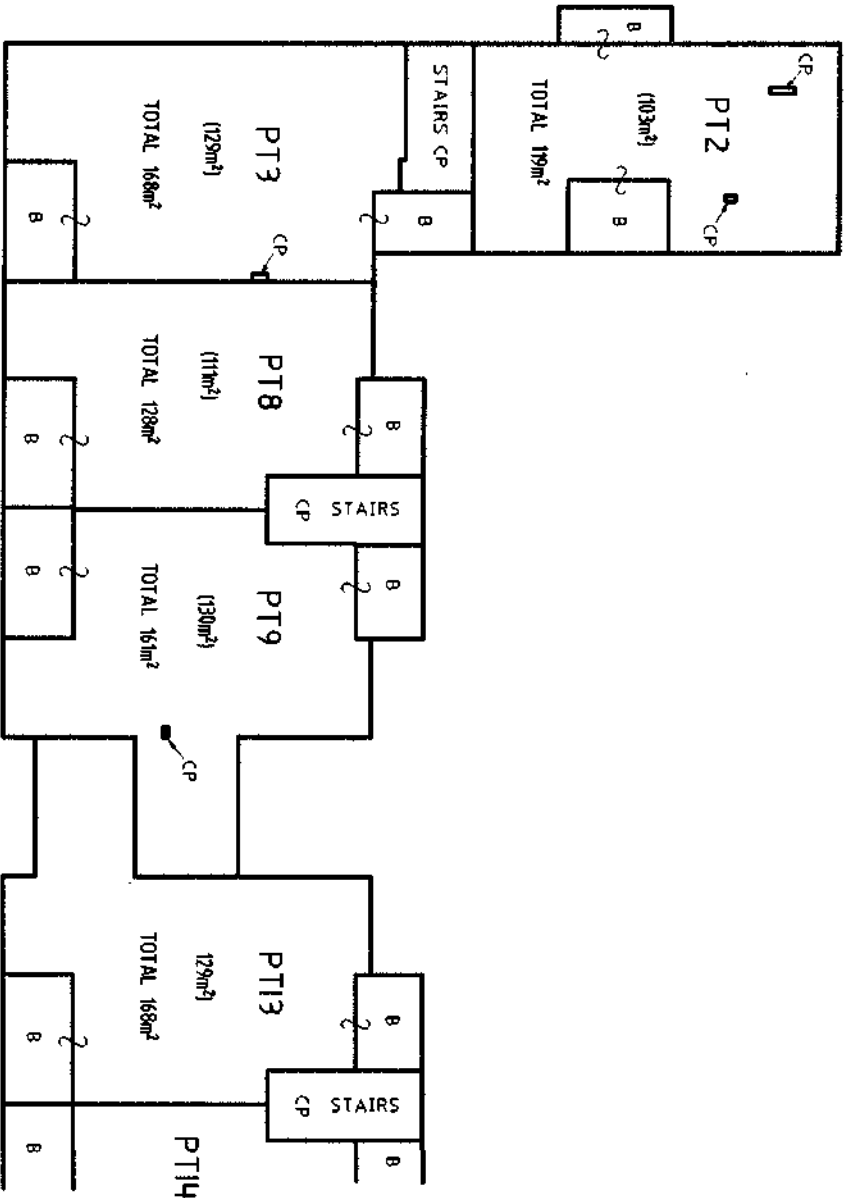 B
CP
PT2
(103m²)
TOTAL 119m²
CP
B
STAIRS CP
B
PT3
(129m²)
TOTAL 168m²
CP
B
PT8
(111m²)
TOTAL 128m²
B
B
STAIRS
CP
PT9
(130m²)
TOTAL 161m²
B
B
CP
PT13
129m²)
TOTAL 168m²
B
B
STAIRS
CP
PT14
B
B